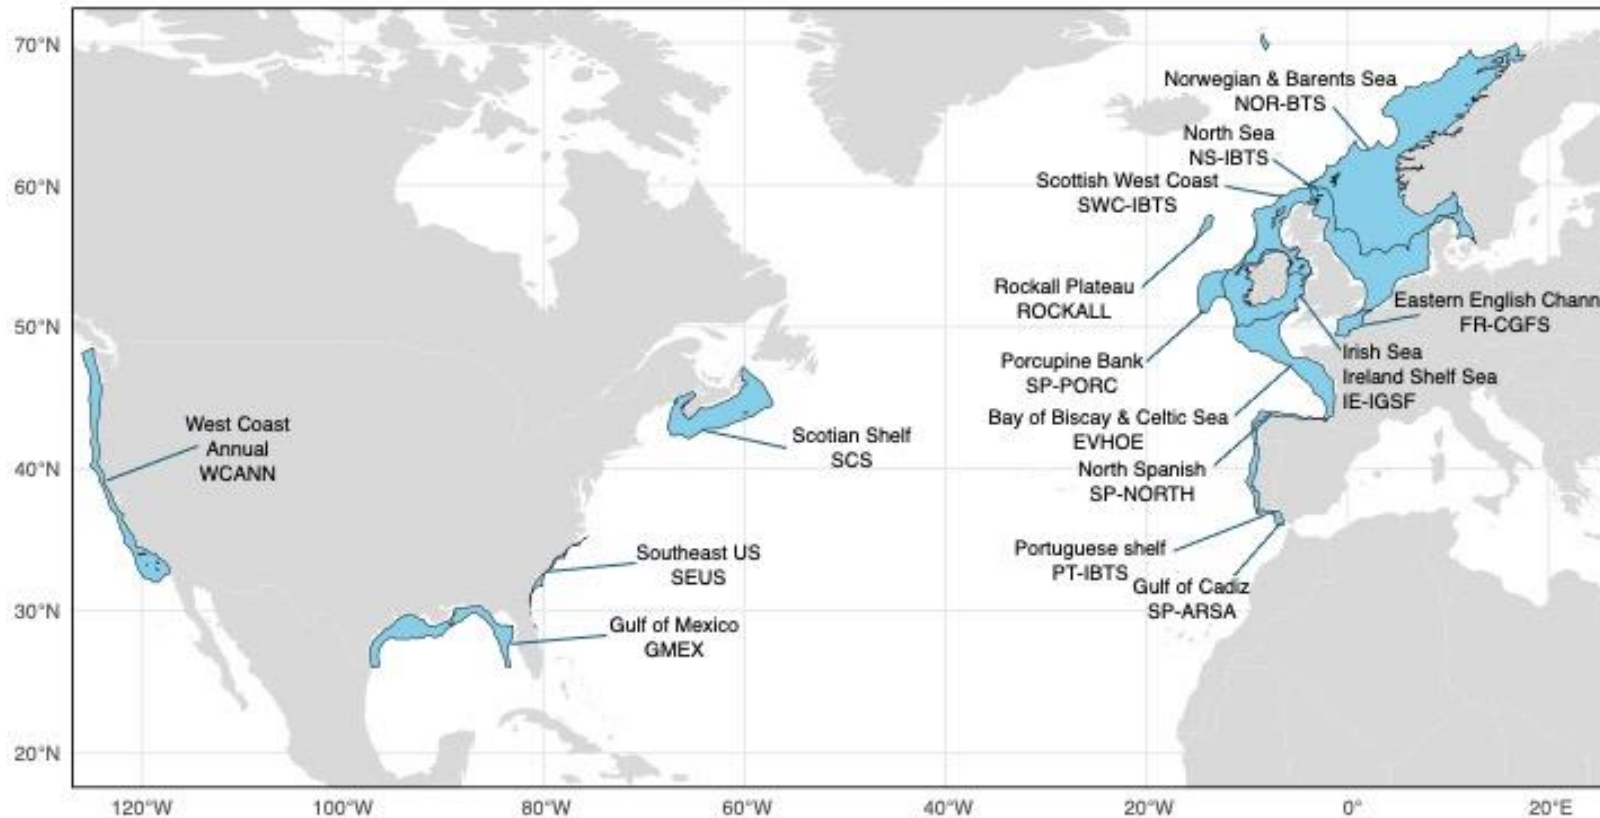 70°N
60°N
50°N
40°N
30°N
20°N
Norwegian & Barents Sea
NOR-BTS
North Sea
NS-IBTS
Scottish West Coast
SWC-IBTS
Rockall Plateau
ROCKALL
Eastern English Chann
FR-CGFS
Porcupine Bank
SP-PORC
Irish Sea
Ireland Shelf Sea
IE-IGSF
Bay of Biscay & Celtic Sea
EVHOE
North Spanish
SP-NORTH
Portuguese shelf
PT-IBTS
Gulf of Cadiz
SP-ARSA
West Coast
Annual
WCANN
Scotian Shelf
SCS
Southeast US
SEUS
Gulf of Mexico
GMEX
120°W
100°W
80°W
60°W
40°W
20°W
0°
20°E